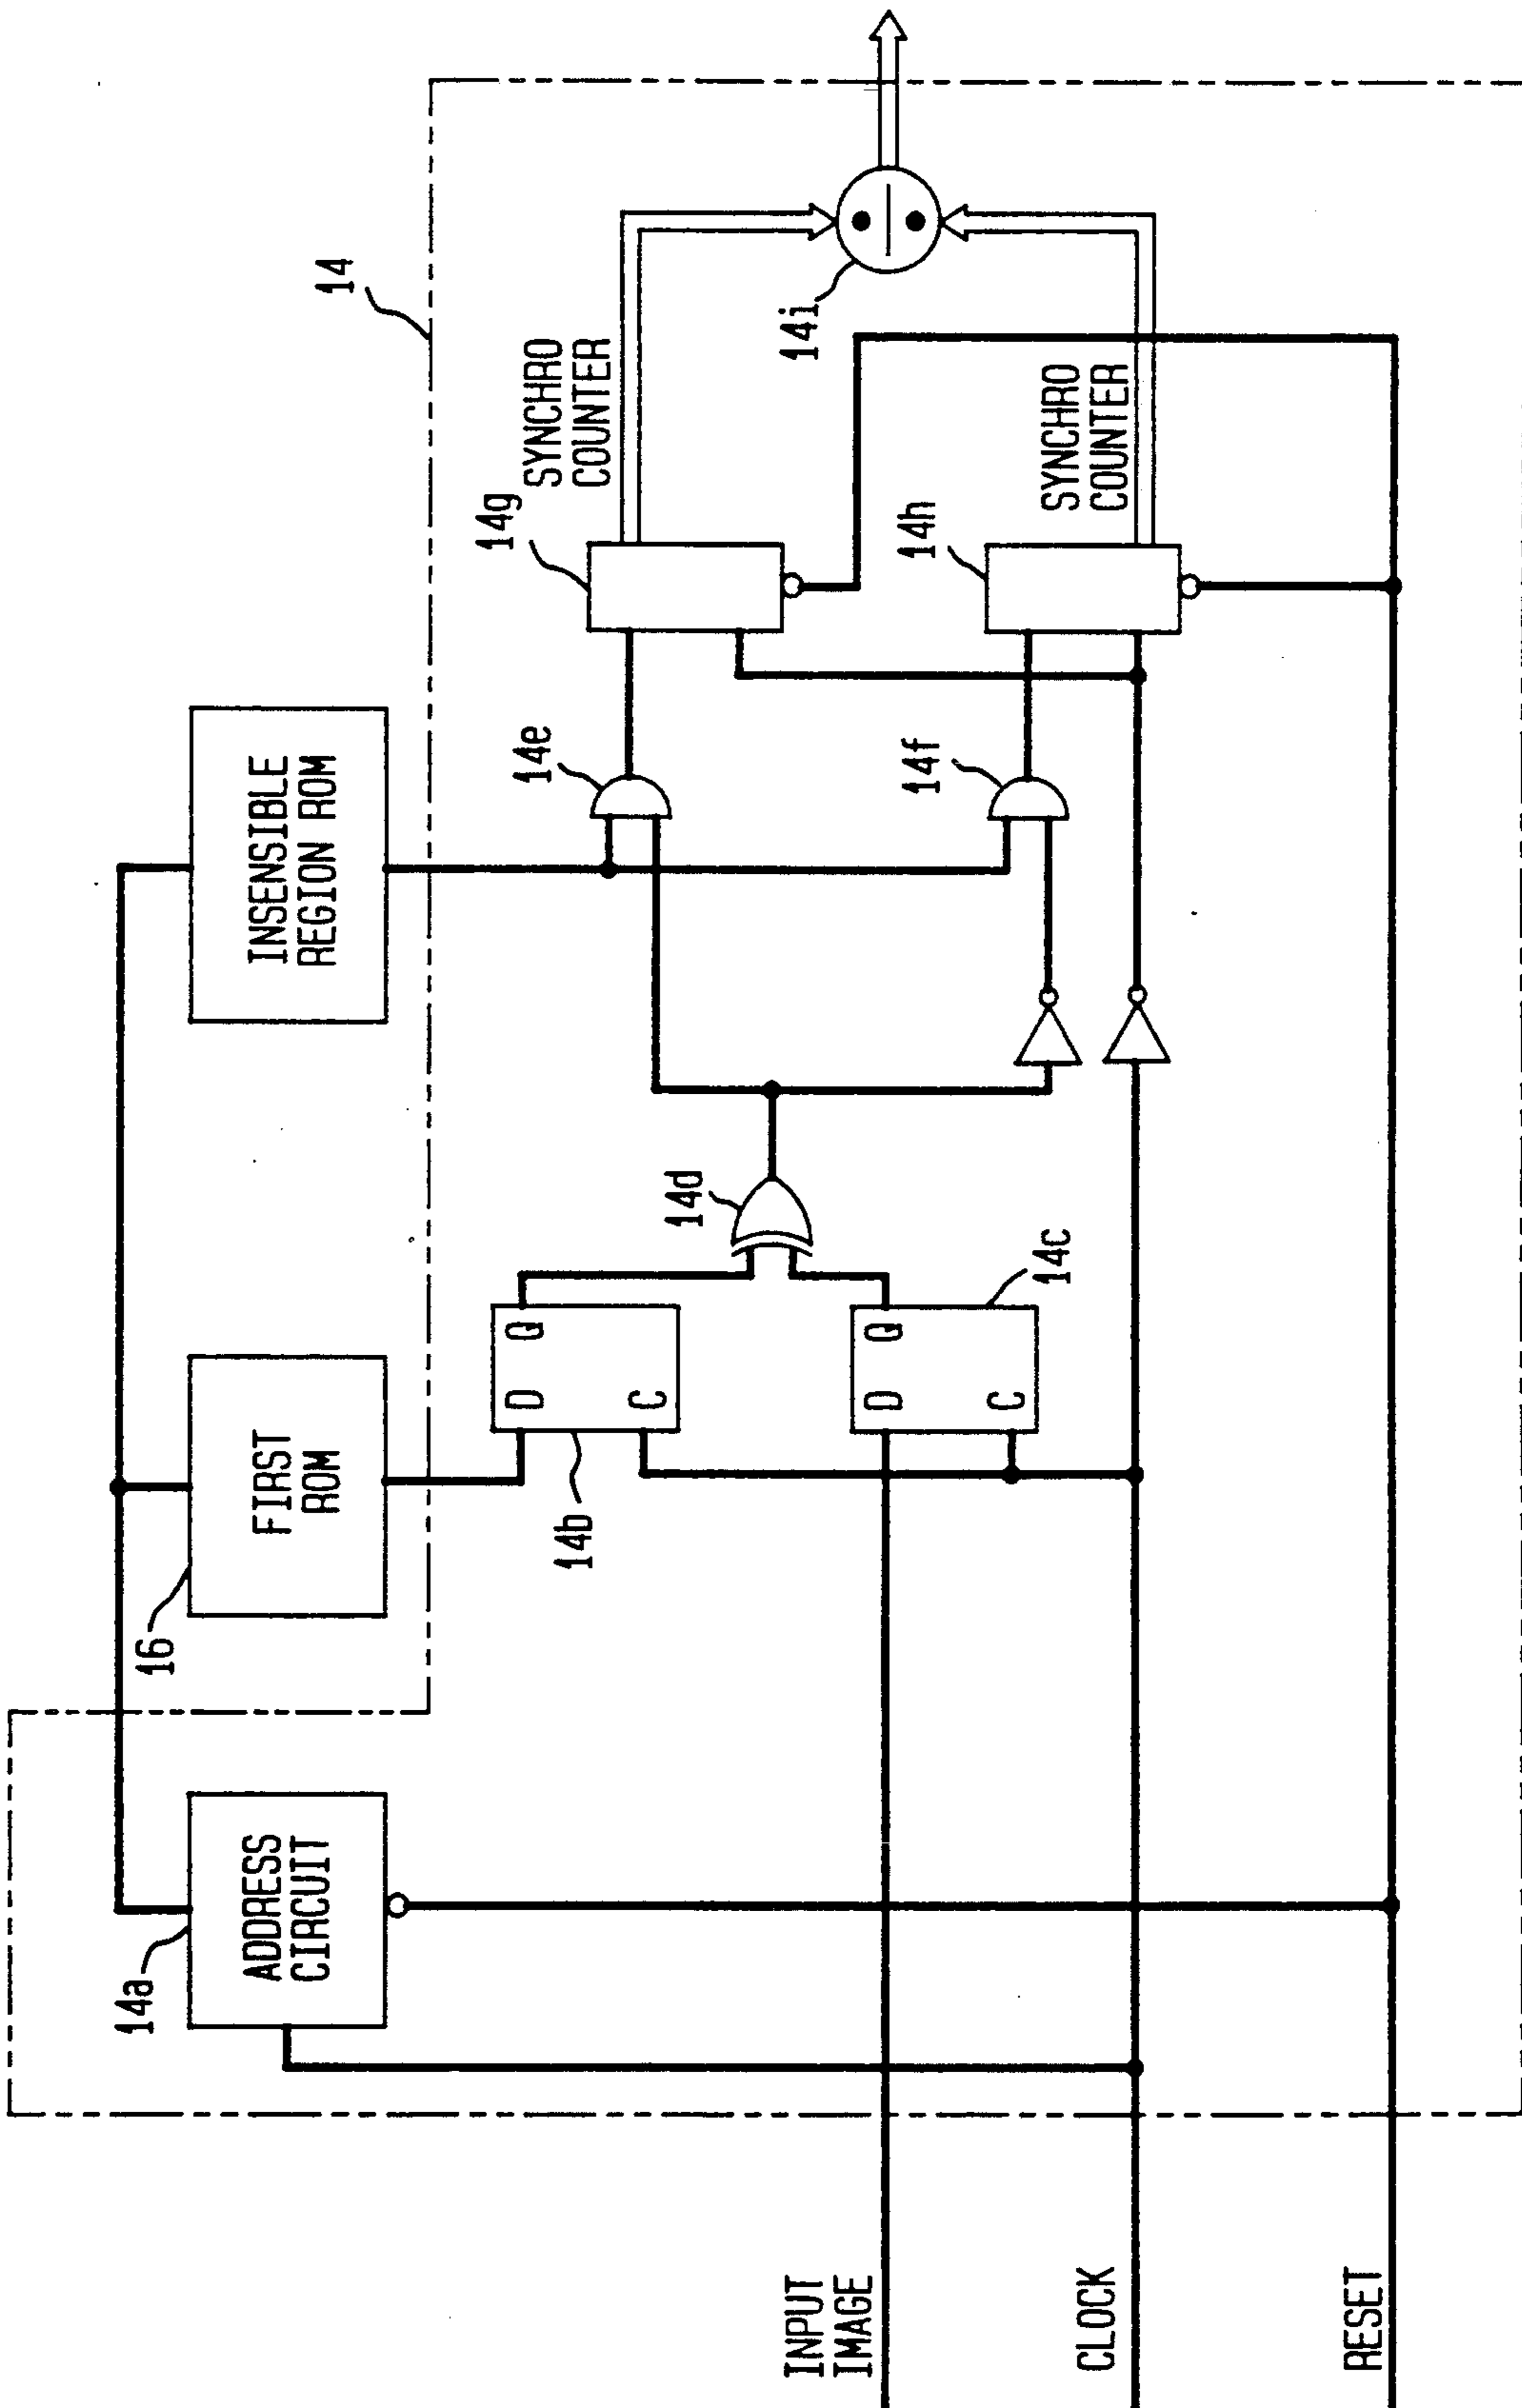 14
14a
ADDRESS
CIRCUIT
16
FIRST
ROM
INSENSIBLE
REGION ROM
14b
D
Q
C
14c
D
Q
C
14d
14e
14f
14g
SYNCHRO
COUNTER
14h
SYNCHRO
COUNTER
14i
INPUT
IMAGE
CLOCK
RESET